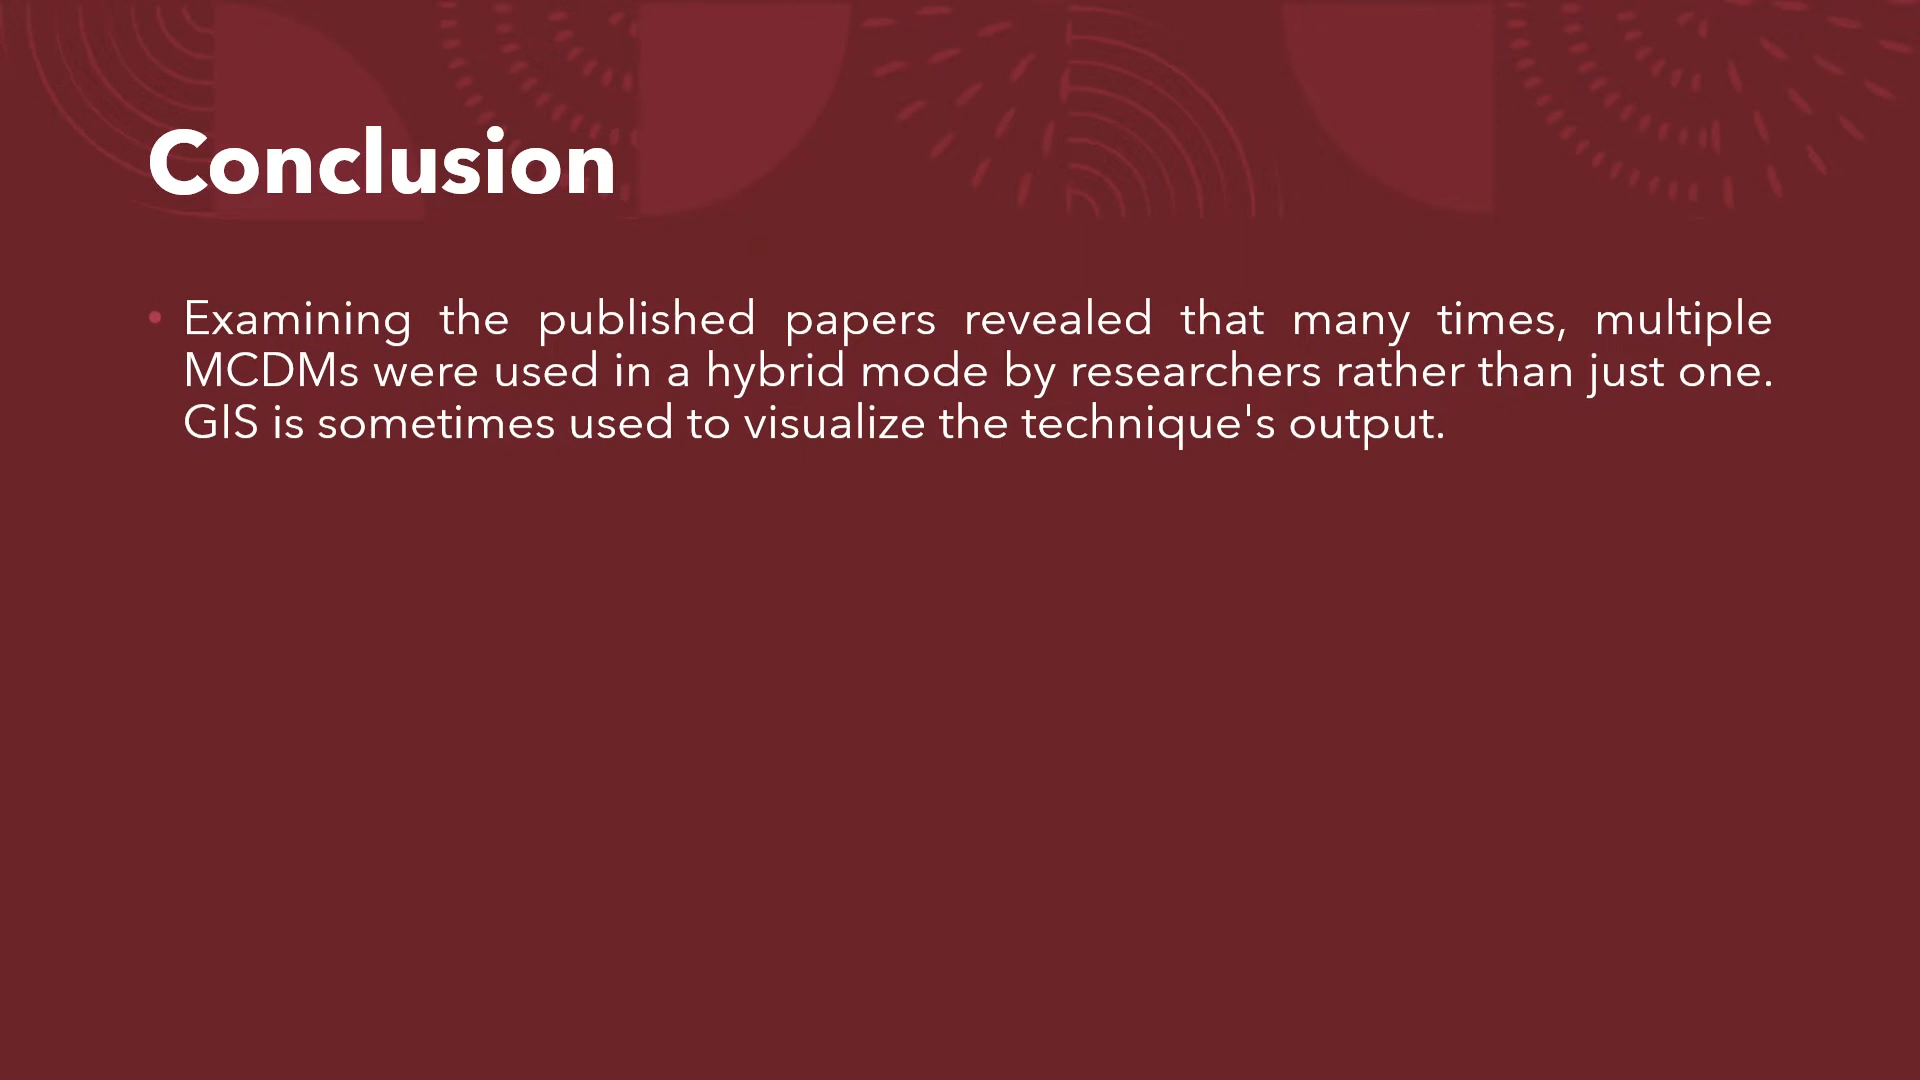 Conclusion
• Examining the published papers revealed that many times, multiple
MCDMs were used in a hybrid mode by researchers rather than just one.
GIS is sometimes used to visualize the technique's output.